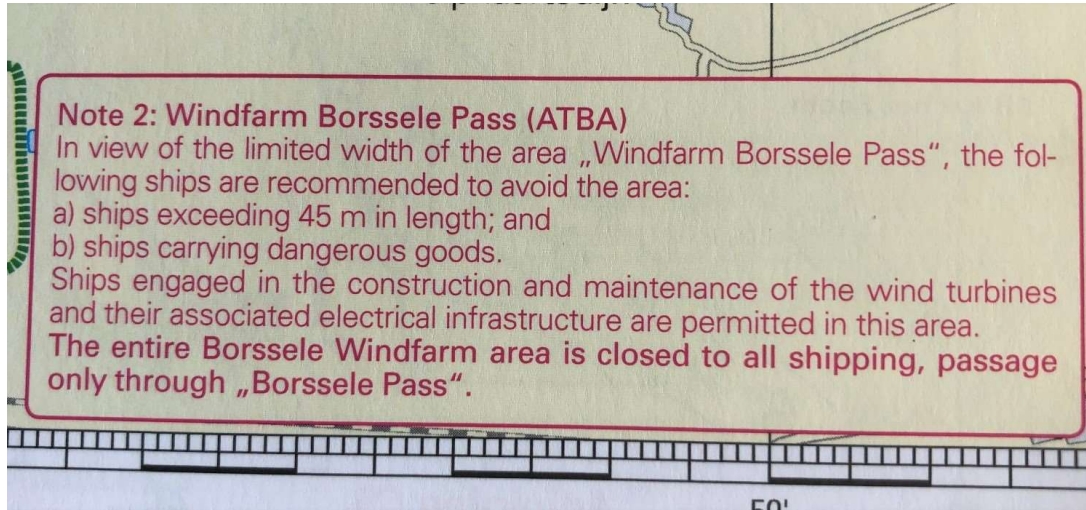 Note 2: Windfarm Borssele Pass (ATBA)
In view of the limited width of the area „Windfarm Borssele Pass“, the fol-
lowing ships are recommended to avoid the area:
a) ships exceeding 45 m in length; and
b) ships carrying dangerous goods.
Ships engaged in the construction and maintenance of the wind turbines
and their associated electrical infrastructure are permitted in this area.
The entire Borssele Windfarm area is closed to all shipping, passage
only through „Borssele Pass“.
50'